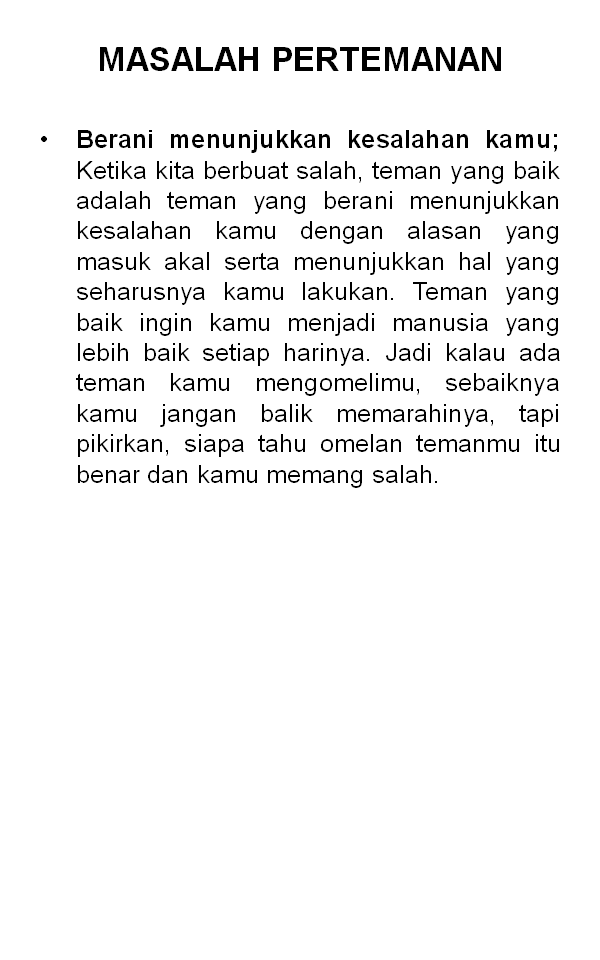 MASALAH PERTEMANAN
• Berani menunjukkan kesalahan kamu;
Ketika kita berbuat salah, teman yang baik
adalah teman yang berani menunjukkan
kesalahan kamu dengan alasan yang
masuk akal serta menunjukkan hal yang
seharusnya kamu lakukan. Teman yang
baik ingin kamu menjadi manusia yang
lebih baik setiap harinya. Jadi kalau ada
teman kamu mengomelimu, sebaiknya
kamu jangan balik memarahinya, tapi
pikirkan, siapa tahu omelan temanmu itu
benar dan kamu memang salah.